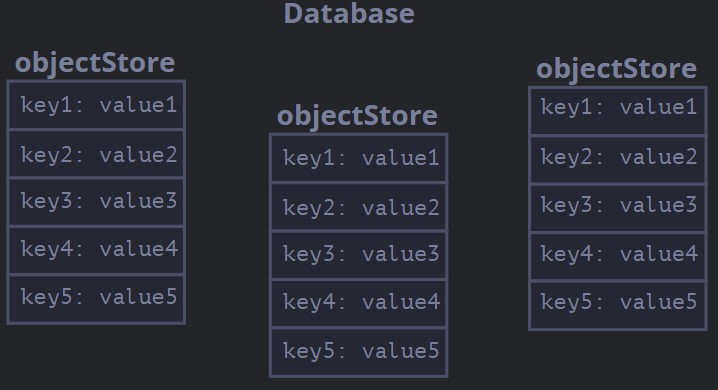 Database
objectStore
key1: value1
key2: value2
key3: value3
key4: value4
key5: value5
objectStore
key1: value1
key2: value2
key3: value3
key4: value4
key5: value5
objectStore
key1: value1
key2: value2
key3: value3
key4: value4
key5: value5